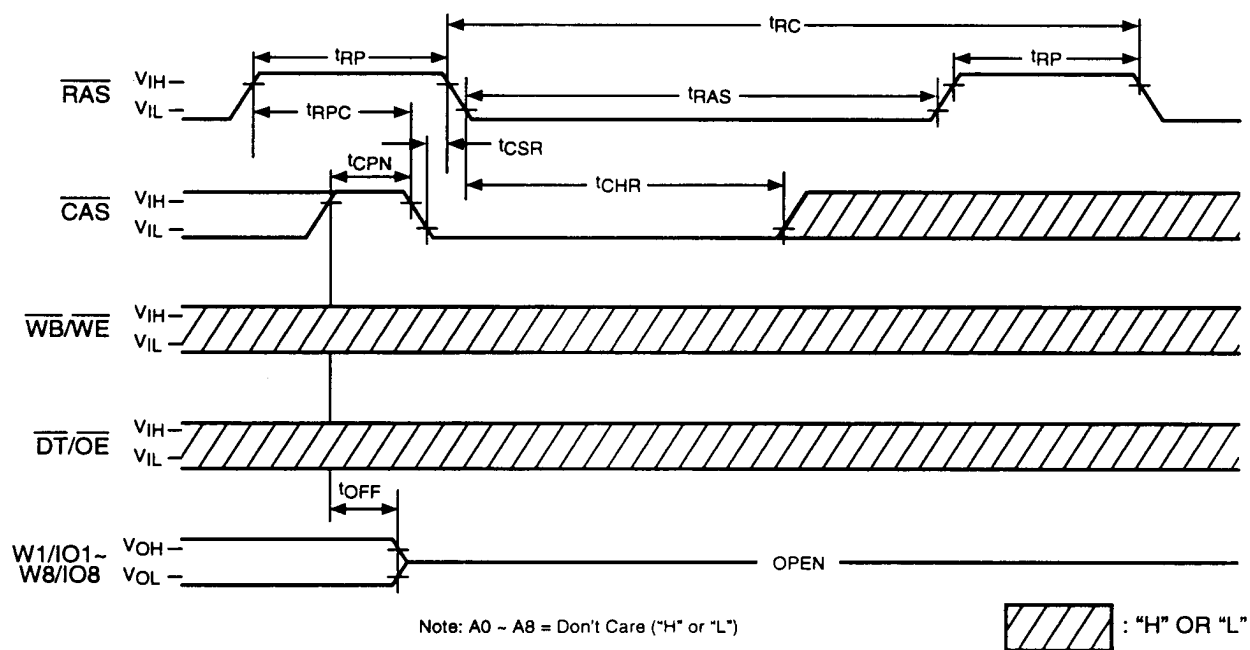 tRC
tRP
tRP
RAS
VIH
VIL
tRAS
tRPC
tCSR
tCPN
tCHR
CAS
VIH
VIL
WB/WE
VIH
VIL
DT/OE
VIH
VIL
tOFF
W1/IO1~
W8/IO8
VOH
VOL
OPEN
Note: A0 ~ A8 = Don't Care ("H" or "L")
: "H" OR "L"